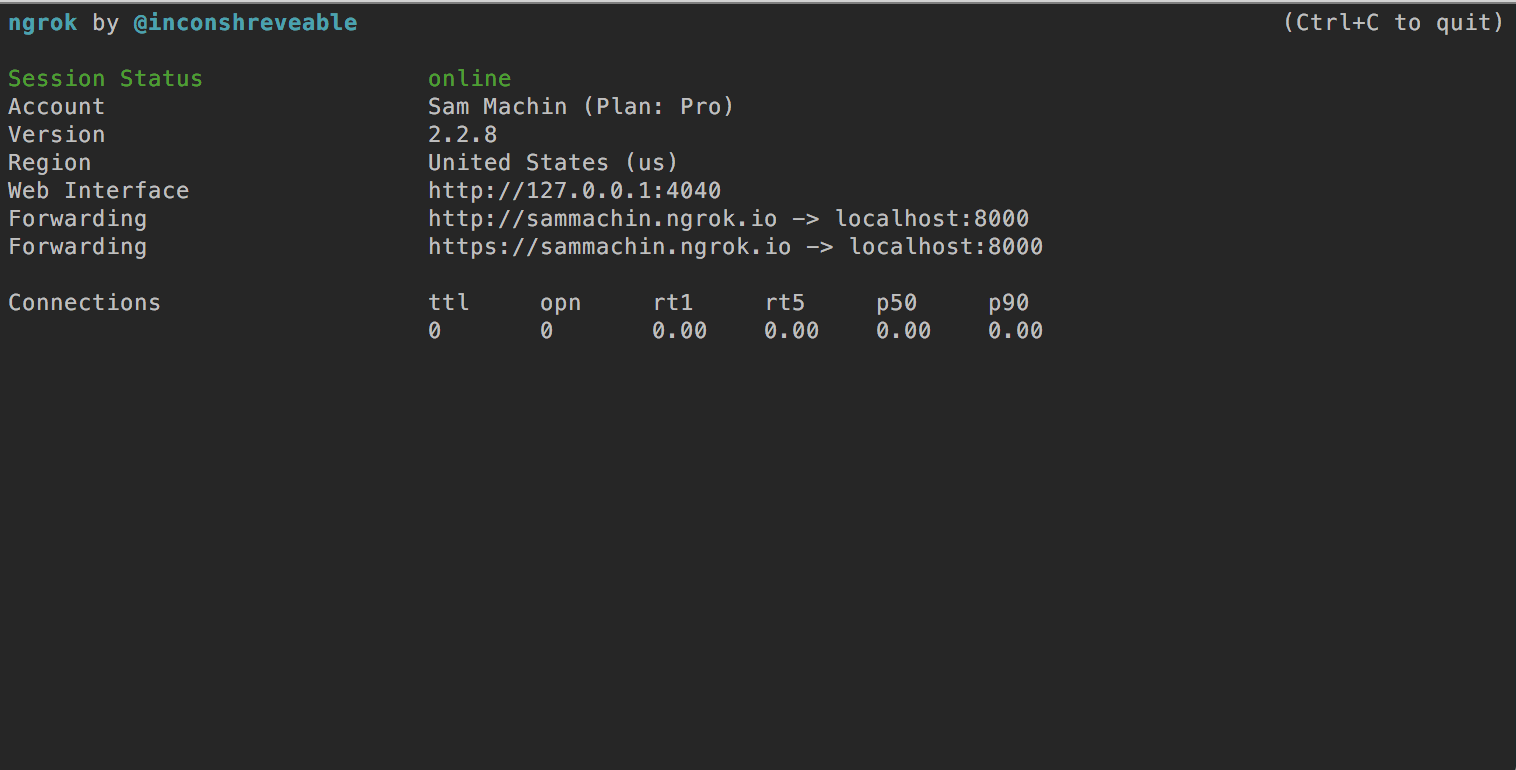 ngrok by @inconshreveable (Ctrl+C to quit)
Session Status online
Account Sam Machin (Plan: Pro)
Version 2.2.8
Region United States (us)
Web Interface http://127.0.0.1:4040
Forwarding http://sammachin.ngrok.io -> localhost:8000
Forwarding https://sammachin.ngrok.io -> localhost:8000
Connections ttl opn rt1 rt5 p50 p90
0 0 0.00 0.00 0.00 0.00